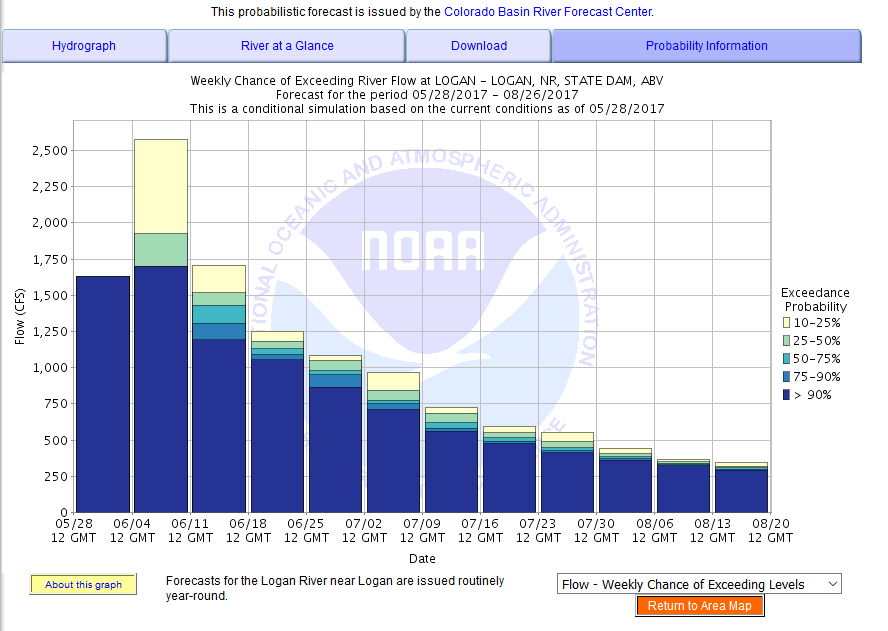 This probabilistic forecast is issued by the Colorado Basin River Forecast Center.
Hydrograph
River at a Glance
Download
Probability Information
Weekly Chance of Exceeding River Flow at LOGAN - LOGAN, NR, STATE DAM, ABV
Forecast for the period 05/28/2017 - 08/26/2017
This is a conditional simulation based on the current conditions as of 05/28/2017
Flow (CFS)
2,500
2,250
2,000
1,750
1,500
1,250
1,000
750
500
250
0
NATIONAL OCEANIC AND ATMOSPHERIC ADMINISTRATION
NOAA
Exceedance
Probability
10-25%
25-50%
50-75%
75-90%
> 90%
05/28 06/04 06/11 06/18 06/25 07/02 07/09 07/16 07/23 07/30 08/06 08/13 08/20
12 GMT 12 GMT 12 GMT 12 GMT 12 GMT 12 GMT 12 GMT 12 GMT 12 GMT 12 GMT 12 GMT 12 GMT 12 GMT
Date
About this graph
Forecasts for the Logan River near Logan are issued routinely
year-round.
Flow - Weekly Chance of Exceeding Levels
Return to Area Map